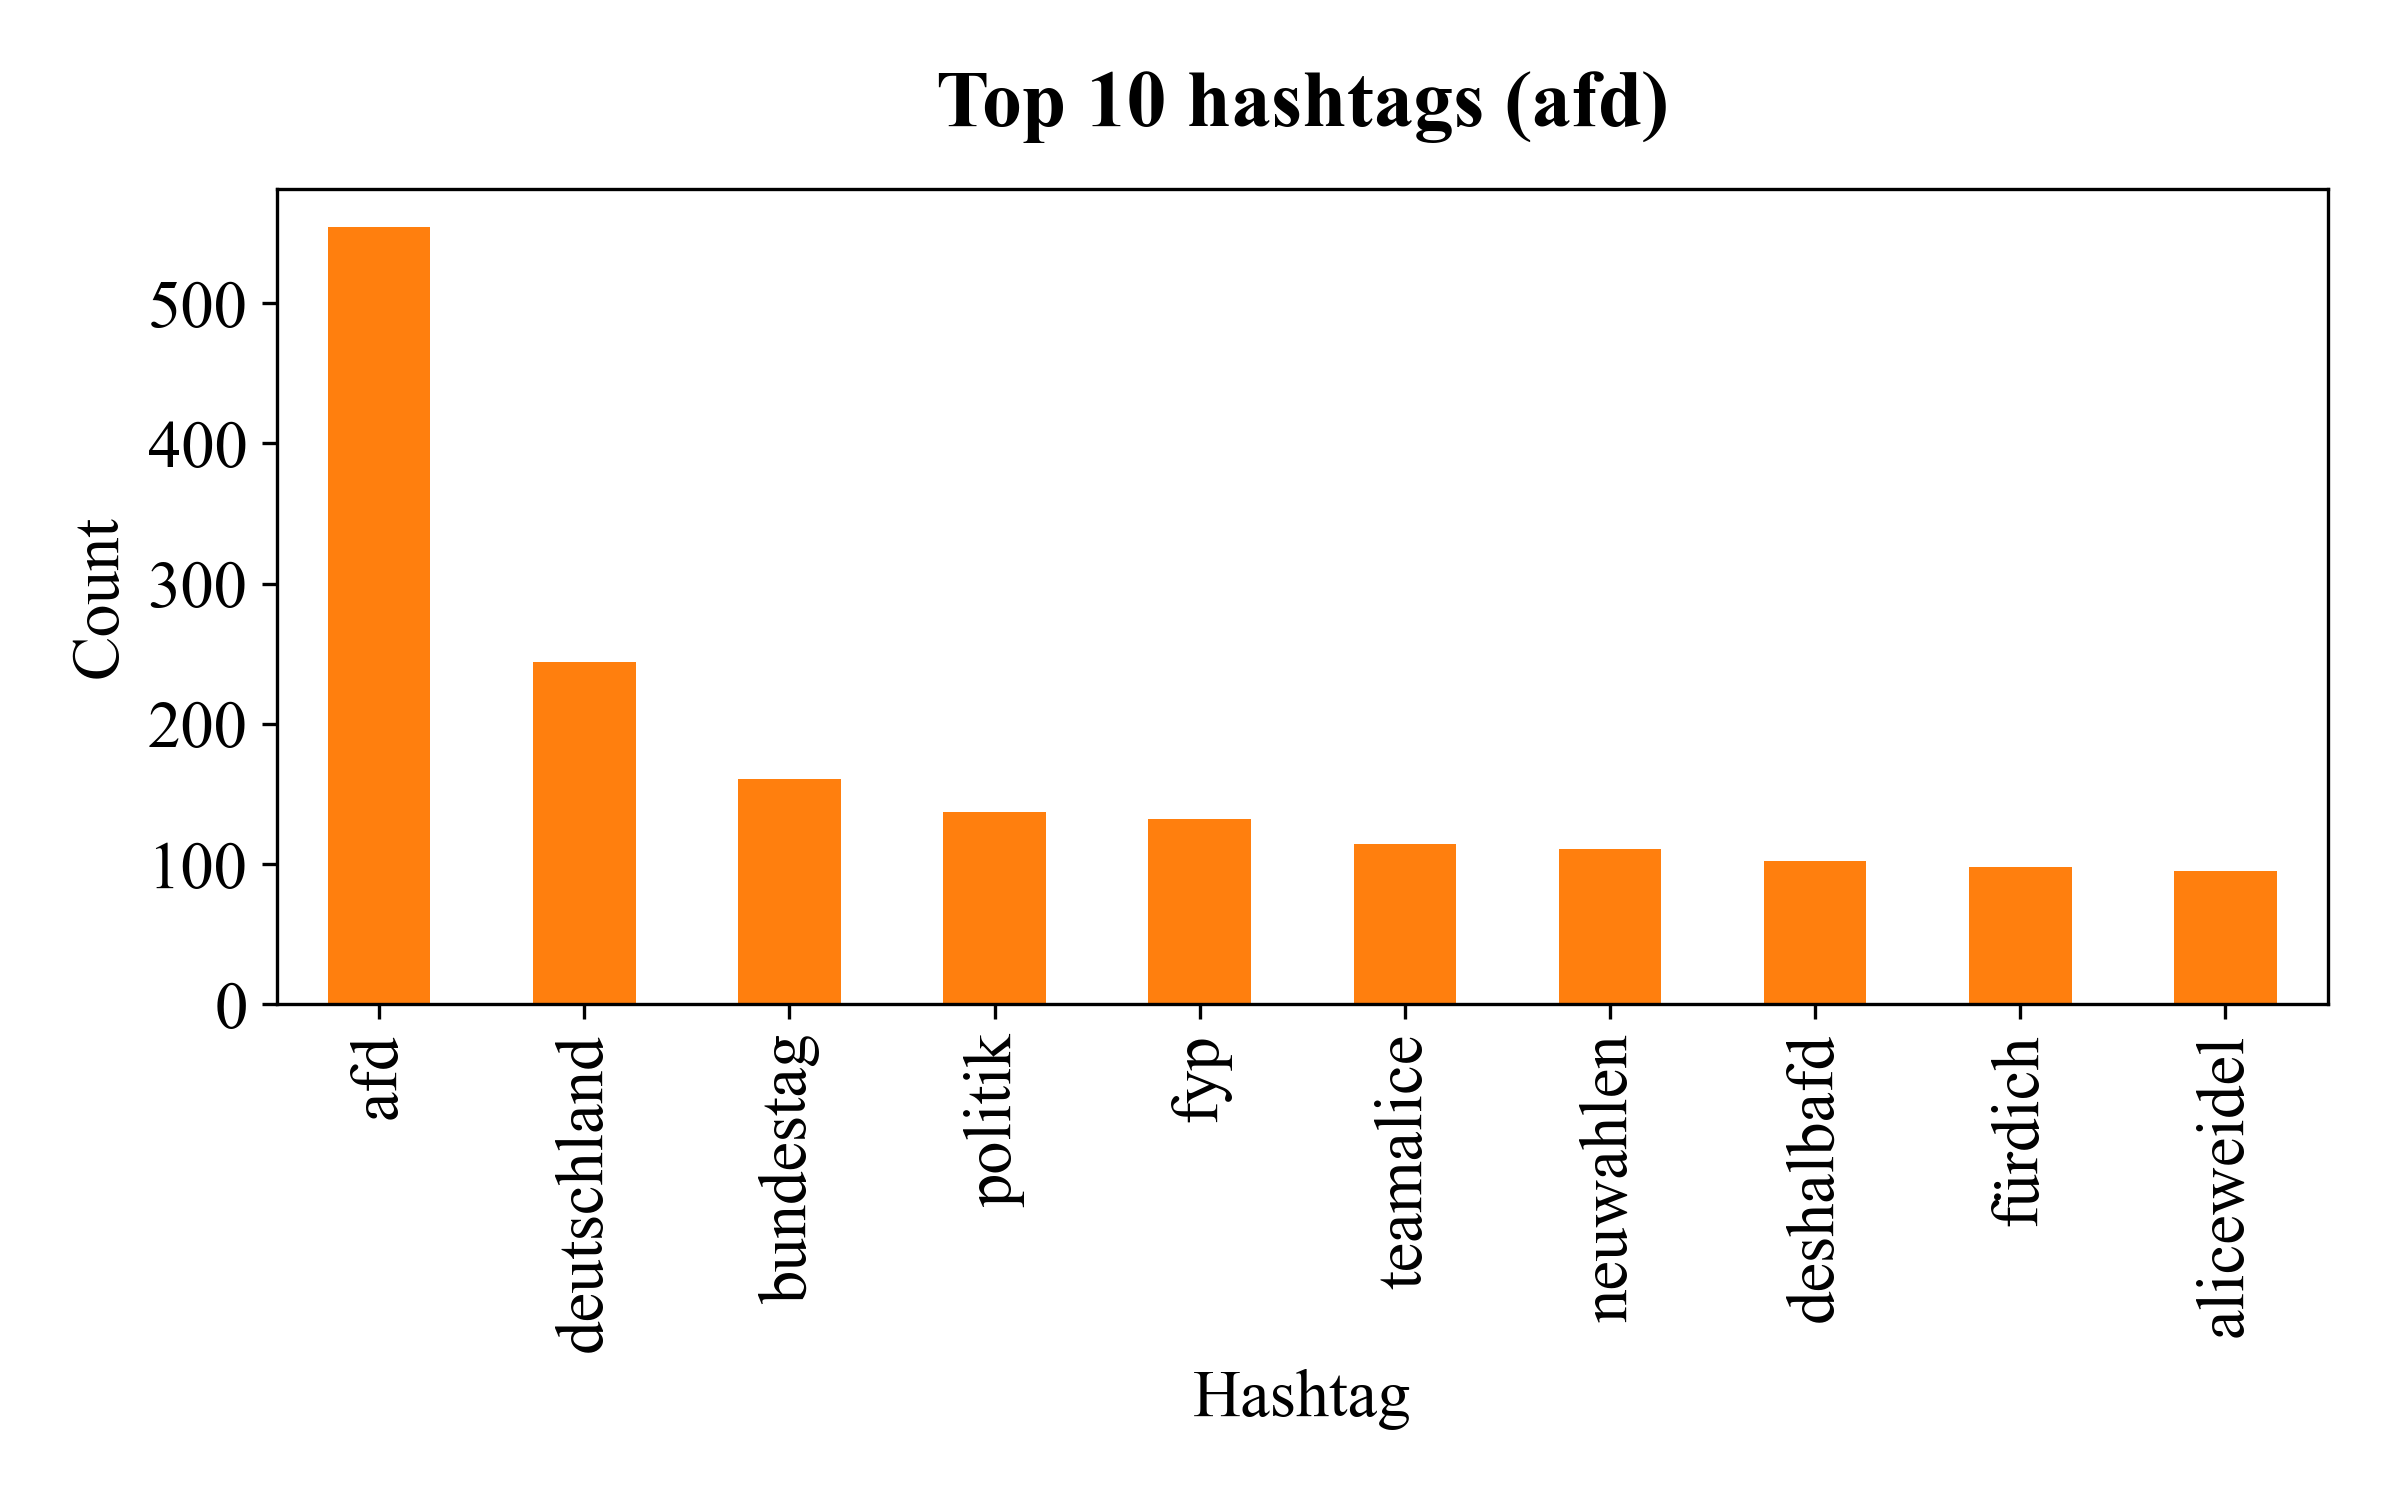 Top 10 hashtags (afd)
Count
500
400
300
200
100
0
afd
deutschland
bundestag
politik
fyp
teamalice
neuwahlen
deshalbafd
fürdich
aliceweidel
Hashtag